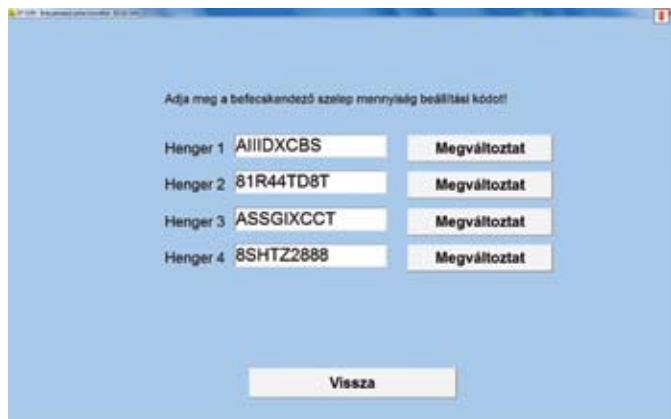 Adja meg a befecskendező szelep mennyiség beállítási kódot!
Henger 1 AIIIDXCBS Megváltoztat
Henger 2 81R44TD8T Megváltoztat
Henger 3 ASSGIXCCT Megváltoztat
Henger 4 8SHTZ2888 Megváltoztat
Vissza